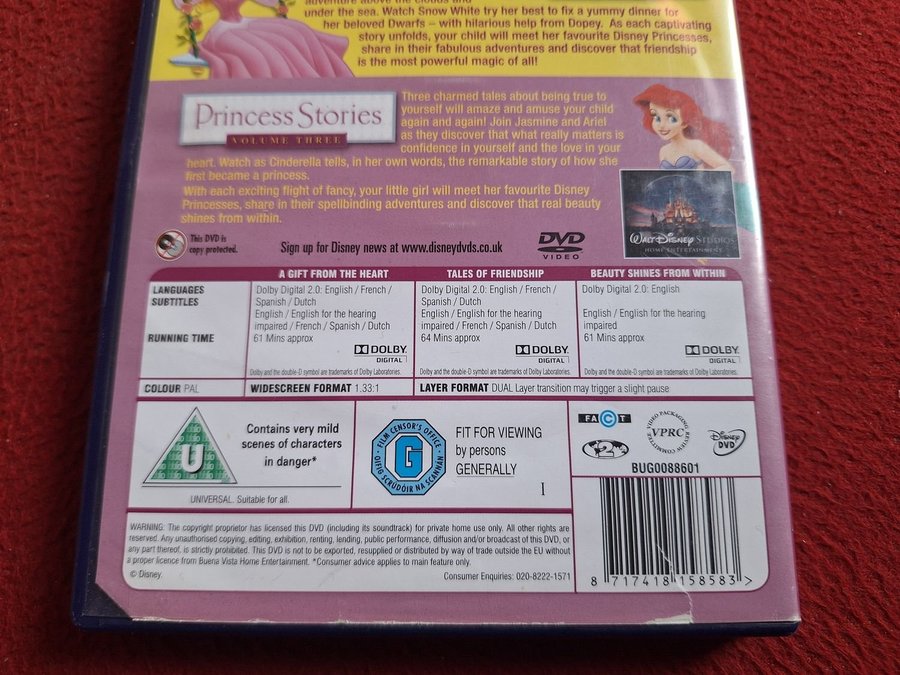 adventure above the clouds and
under the sea. Watch Snow White try her best to fix a yummy dinner for
her beloved Dwarfs – with hilarious help from Dopey. As each captivating
story unfolds, your child will meet her favourite Disney Princesses,
share in their fabulous adventures and discover that friendship
is the most powerful magic of all!
Princess Stories
VOLUME THREE
Three charmed tales about being true to
yourself will amaze and amuse your child
again and again! Join Jasmine and Ariel
as they discover that what really matters is
confidence in yourself and the love in your
heart. Watch as Cinderella tells, in her own words, the remarkable story of how she
first became a princess.
With each exciting flight of fancy, your little girl will meet her favourite Disney
Princesses, share in their spellbinding adventures and discover that real beauty
shines from within.
This DVD is
copy protected.
Sign up for Disney news at www.disneydvds.co.uk
DVD
VIDEO
WALT DISNEY STUDIOS
HOME ENTERTAINMENT
A GIFT FROM THE HEART TALES OF FRIENDSHIP BEAUTY SHINES FROM WITHIN
LANGUAGES
SUBTITLES
RUNNING TIME
Dolby Digital 2.0: English / French /
Spanish / Dutch
English / English for the hearing
impaired / French / Spanish / Dutch
61 Mins approx
DOLBY
DIGITAL
Dolby and the double-D symbol are trademarks of Dolby Laboratories.
Dolby Digital 2.0: English / French /
Spanish / Dutch
English / English for the hearing
impaired / French / Spanish / Dutch
64 Mins approx
DOLBY
DIGITAL
Dolby and the double-D symbol are trademarks of Dolby Laboratories.
Dolby Digital 2.0: English
English / English for the hearing
impaired
61 Mins approx
DOLBY
DIGITAL
Dolby and the double-D symbol are trademarks of Dolby Laboratories.
COLOUR PAL WIDESCREEN FORMAT 1.33:1 LAYER FORMAT DUAL Layer transition may trigger a slight pause
U
Contains very mild
scenes of characters
in danger*
UNIVERSAL. Suitable for all.
FILM CENSOR'S OFFICE
OIFIG SCRÚDÓIR NA SCANNÁN
G
FIT FOR VIEWING
by persons
GENERALLY
I
FACT
2
VIDEO PACKAGING REVIEW COMMITTEE
VPRC
Disney
DVD
BUG0088601
WARNING: The copyright proprietor has licensed this DVD (including its soundtrack) for private home use only. All other rights are
reserved. Any unauthorised copying, editing, exhibition, renting, lending, public performance, diffusion and/or broadcast of this DVD, or
any part thereof, is strictly prohibited. This DVD is not to be exported, resupplied or distributed by way of trade outside the EU without
a proper licence from Buena Vista Home Entertainment. *Consumer advice applies to main feature only.
© Disney. Consumer Enquiries: 020-8222-1571
8 717418 158583 >